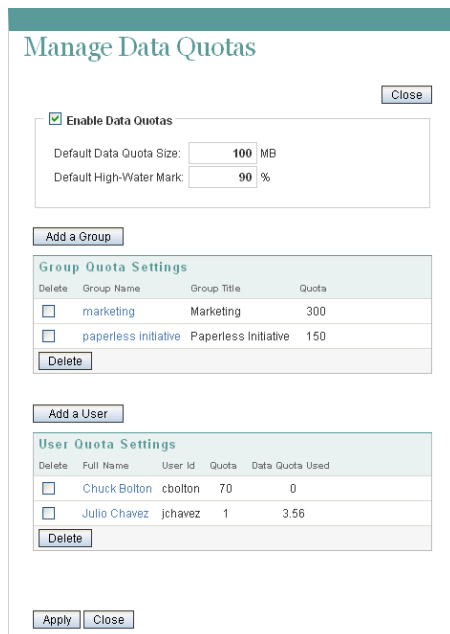 Manage Data Quotas
Close
Enable Data Quotas
Default Data Quota Size: 100 MB
Default High-Water Mark: 90 %
Add a Group
Group Quota Settings
Delete Group Name Group Title Quota
marketing Marketing 300
paperless initiative Paperless Initiative 150
Delete
Add a User
User Quota Settings
Delete Full Name User Id Quota Data Quota Used
Chuck Bolton cbolton 70 0
Julio Chavez jchavez 1 3.56
Delete
Apply Close